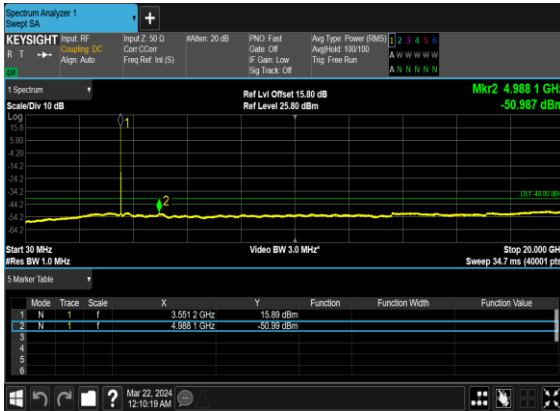 Spectrum Analyzer 1
Swept SA
+
KEYSIGHT Input: RF Input Z: 50 Ω #Atten: 20 dB PNO: Fast Avg Type: Power (RMS) 1 2 3 4 5 6
R T Coupling: DC Corr CCorr Gate: Off Avg|Hold: 100/100 A W W W W W
Align: Auto Freq Ref: Int (S) IF Gain: Low Trig: Free Run
Sig Track: Off A N N N N N
1 Spectrum Ref Lvl Offset 15.80 dB Mkr2 4.988 1 GHz
Scale/Div 10 dB Ref Level 25.80 dBm -50.987 dBm
Log
15.8
5.80
-4.20
-14.2
-24.2
-34.2
-44.2
-54.2
-64.2
1
2
DL1 -40.00 dBm
Start 30 MHz Video BW 3.0 MHz* Stop 20.000 GHz
#Res BW 1.0 MHz Sweep 34.7 ms (40001 pts)
5 Marker Table
Mode Trace Scale X Y Function Function Width Function Value
1 N 1 f 3.551 2 GHz 15.89 dBm
2 N 1 f 4.988 1 GHz -50.99 dBm
3
4
5
6
? Mar 22, 2024
12:10:19 AM